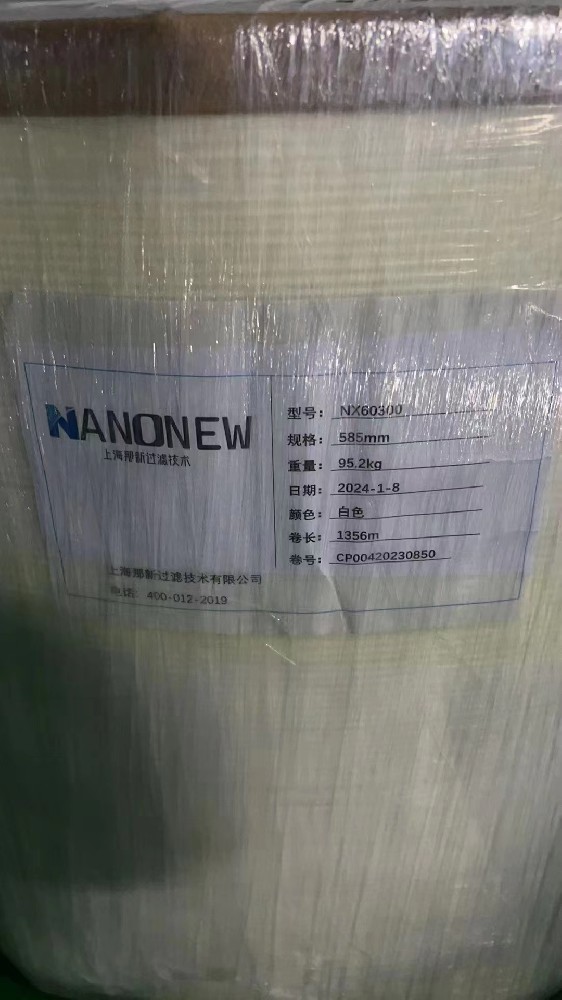 NANONEW
上海那新过滤技术
型号： NX60300
规格： 585mm
重量： 95.2kg
日期： 2024-1-8
颜色： 白色
卷长： 1356m
卷号： CP00420230850
上海那新过滤技术有限公司
电话： 400-012-2019